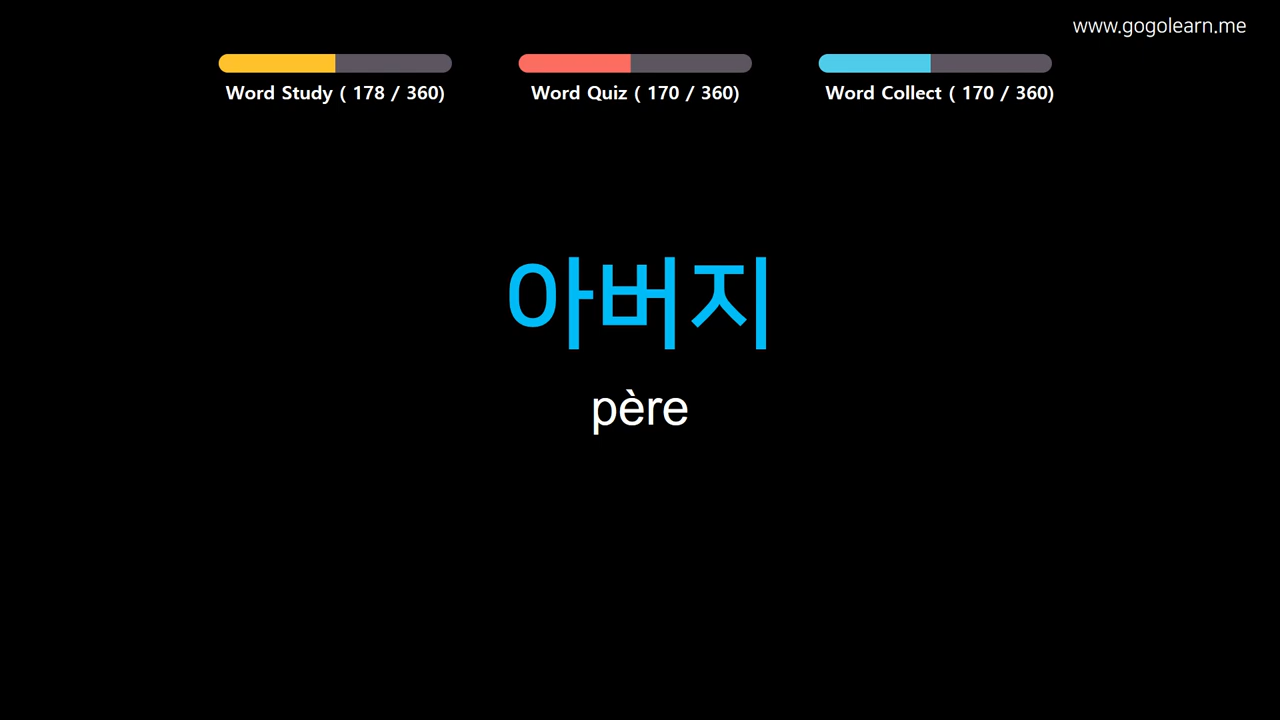 www.gogolearn.me
Word Study ( 178 / 360)
Word Quiz ( 170 / 360)
Word Collect ( 170 / 360)
아버지
père